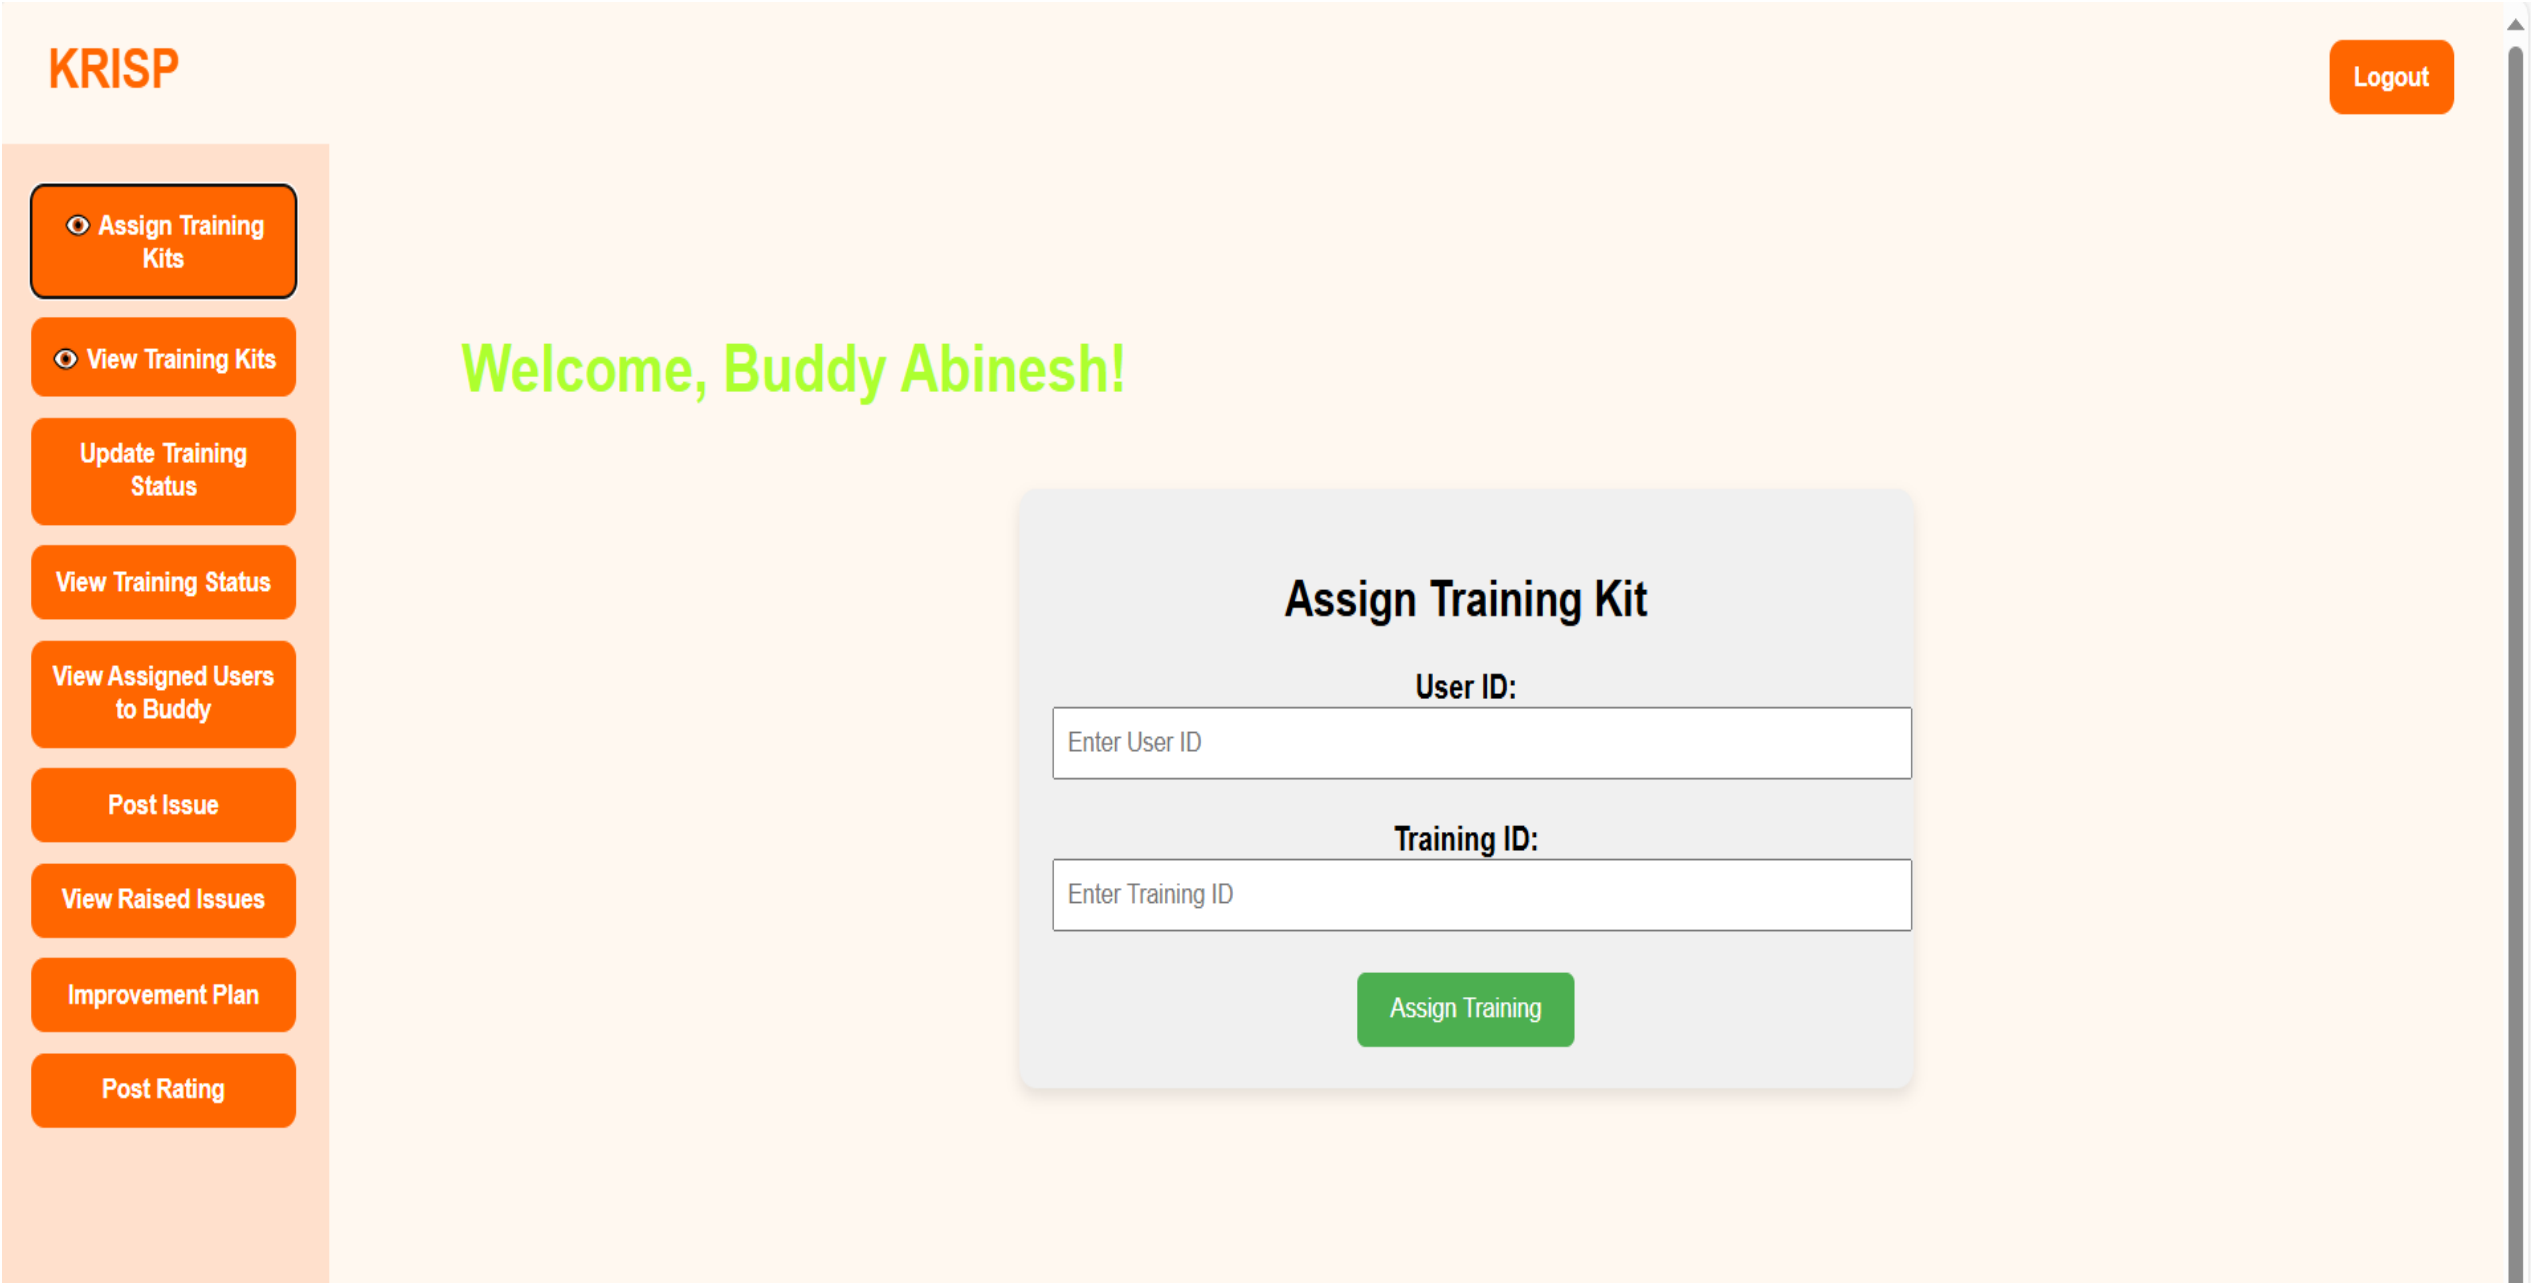 KRISP
Logout
Assign Training
Kits
View Training Kits
Update Training
Status
View Training Status
View Assigned Users
to Buddy
Post Issue
View Raised Issues
Improvement Plan
Post Rating
Welcome, Buddy Abinesh!
Assign Training Kit
User ID:
Enter User ID
Training ID:
Enter Training ID
Assign Training